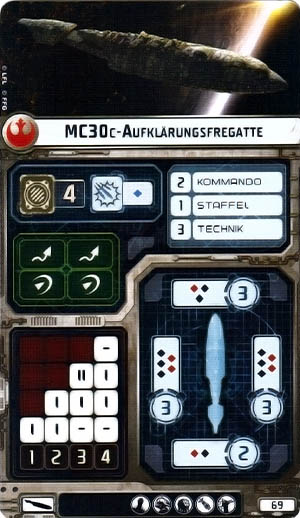 © LFL © FFG
MC30C-AUFKLÄRUNGSFREGATTE
4
2 KOMMANDO
1 STAFFEL
3 TECHNIK
3
3
3
2
1 2 3 4
69